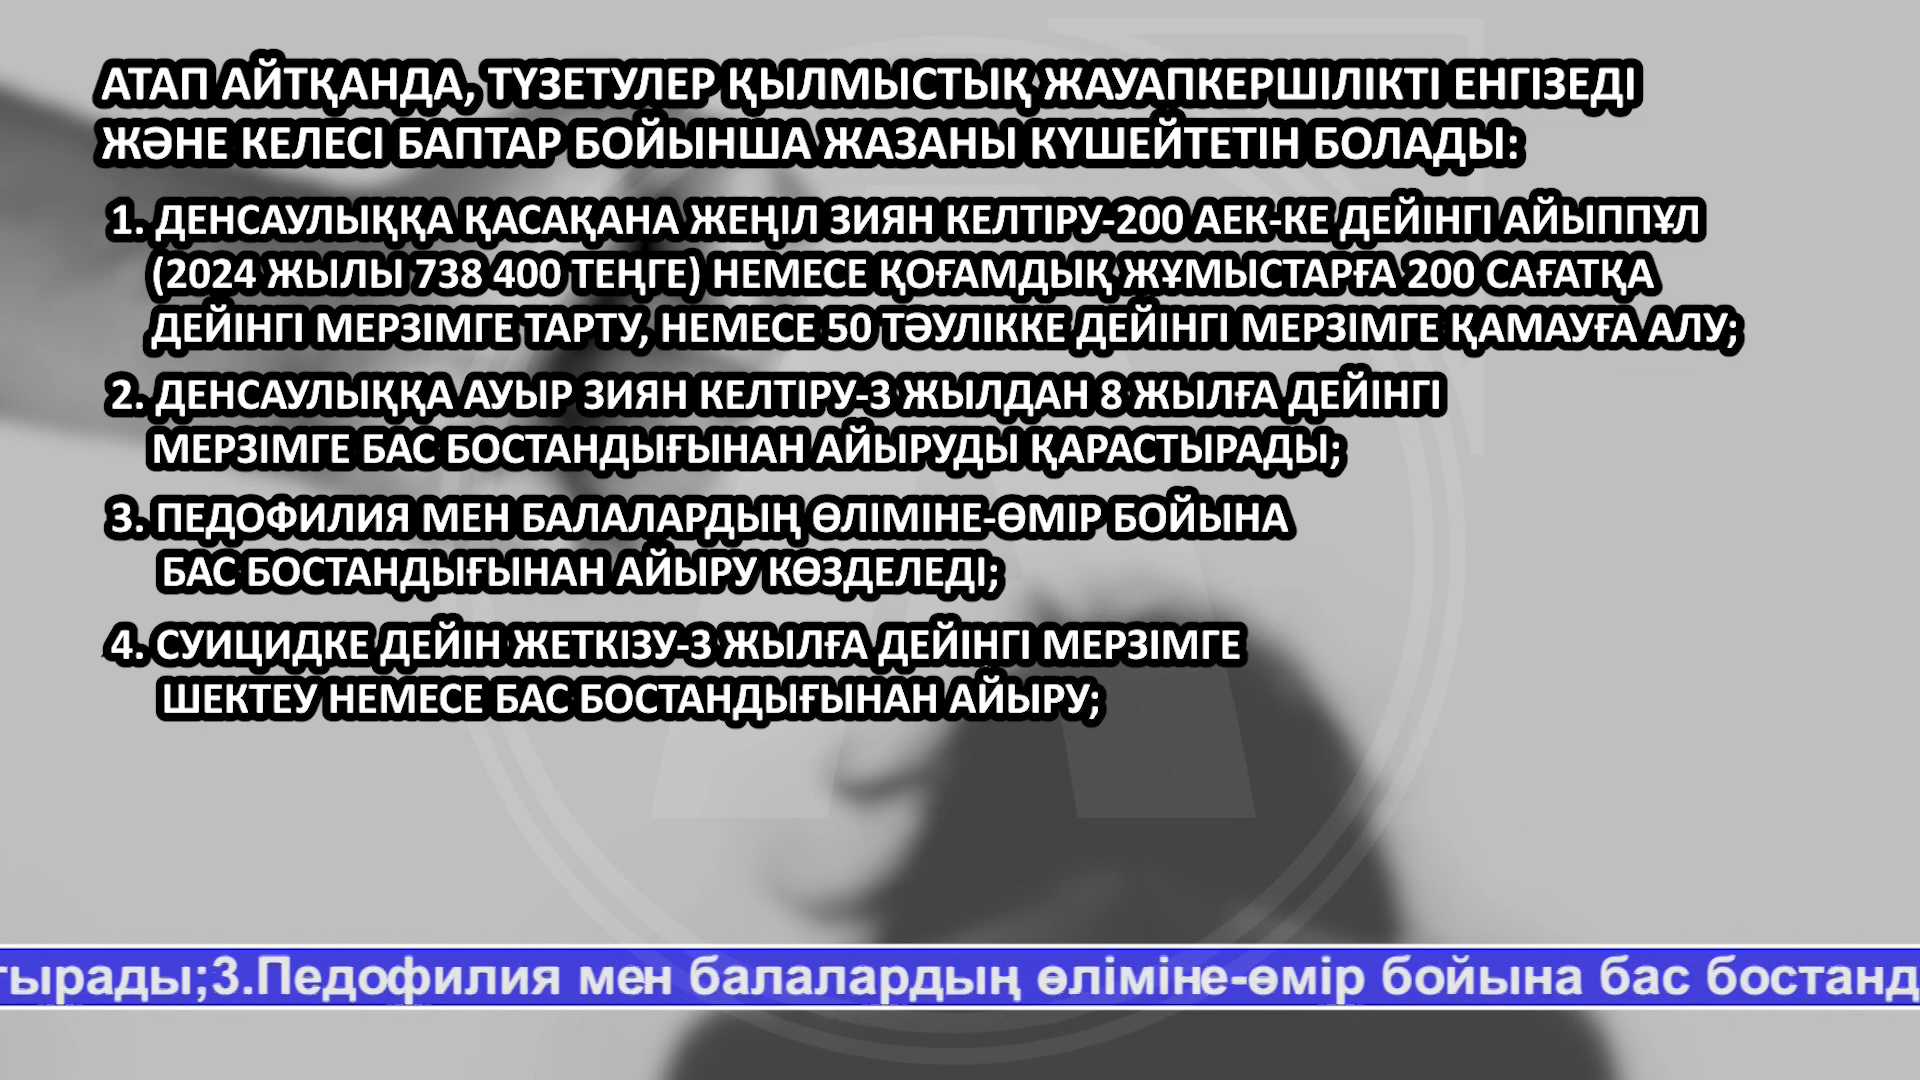 АТАП АЙТҚАНДА, ТҮЗЕТУЛЕР ҚЫЛМЫСТЫҚ ЖАУАПКЕРШІЛІКТІ ЕНГІЗЕДІ
ЖӘНЕ КЕЛЕСІ БАПТАР БОЙЫНША ЖАЗАНЫ КҮШЕЙТЕТІН БОЛАДЫ:
1. ДЕНСАУЛЫҚҚА ҚАСАҚАНА ЖЕҢІЛ ЗИЯН КЕЛТІРУ-200 АЕК-КЕ ДЕЙІНГІ АЙЫППҰЛ
(2024 ЖЫЛЫ 738 400 ТЕҢГЕ) НЕМЕСЕ ҚОҒАМДЫҚ ЖҰМЫСТАРҒА 200 САҒАТҚА
ДЕЙІНГІ МЕРЗІМГЕ ТАРТУ, НЕМЕСЕ 50 ТӘУЛІККЕ ДЕЙІНГІ МЕРЗІМГЕ ҚАМАУҒА АЛУ;
2. ДЕНСАУЛЫҚҚА АУЫР ЗИЯН КЕЛТІРУ-3 ЖЫЛДАН 8 ЖЫЛҒА ДЕЙІНГІ
МЕРЗІМГЕ БАС БОСТАНДЫҒЫНАН АЙЫРУДЫ ҚАРАСТЫРАДЫ;
3. ПЕДОФИЛИЯ МЕН БАЛАЛАРДЫҢ ӨЛІМІНЕ-ӨМІР БОЙЫНА
БАС БОСТАНДЫҒЫНАН АЙЫРУ КӨЗДЕЛЕДІ;
4. СУИЦИДКЕ ДЕЙІН ЖЕТКІЗУ-3 ЖЫЛҒА ДЕЙІНГІ МЕРЗІМГЕ
ШЕКТЕУ НЕМЕСЕ БАС БОСТАНДЫҒЫНАН АЙЫРУ;
тырады;3.Педофилия мен балалардың өліміне-өмір бойына бас бостанд